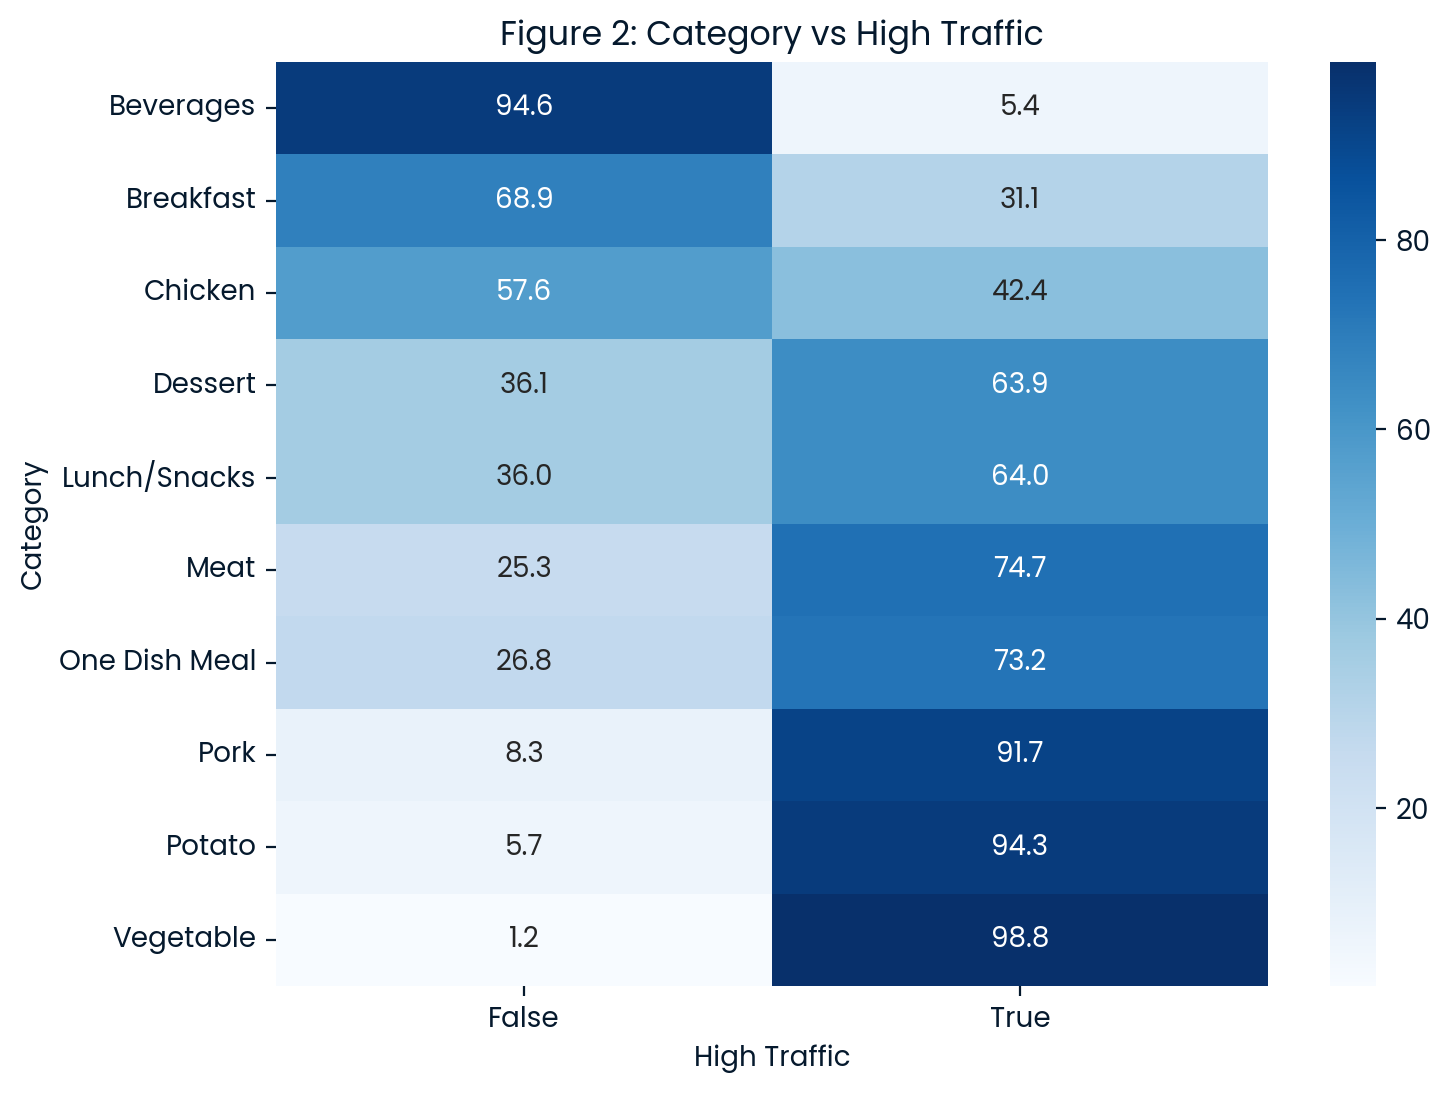 Figure 2: Category vs High Traffic
Beverages 94.6 5.4
Breakfast 68.9 31.1
Chicken 57.6 42.4
Dessert 36.1 63.9
Lunch/Snacks 36.0 64.0
Meat 25.3 74.7
One Dish Meal 26.8 73.2
Pork 8.3 91.7
Potato 5.7 94.3
Vegetable 1.2 98.8
Category
False True
High Traffic
80
60
40
20